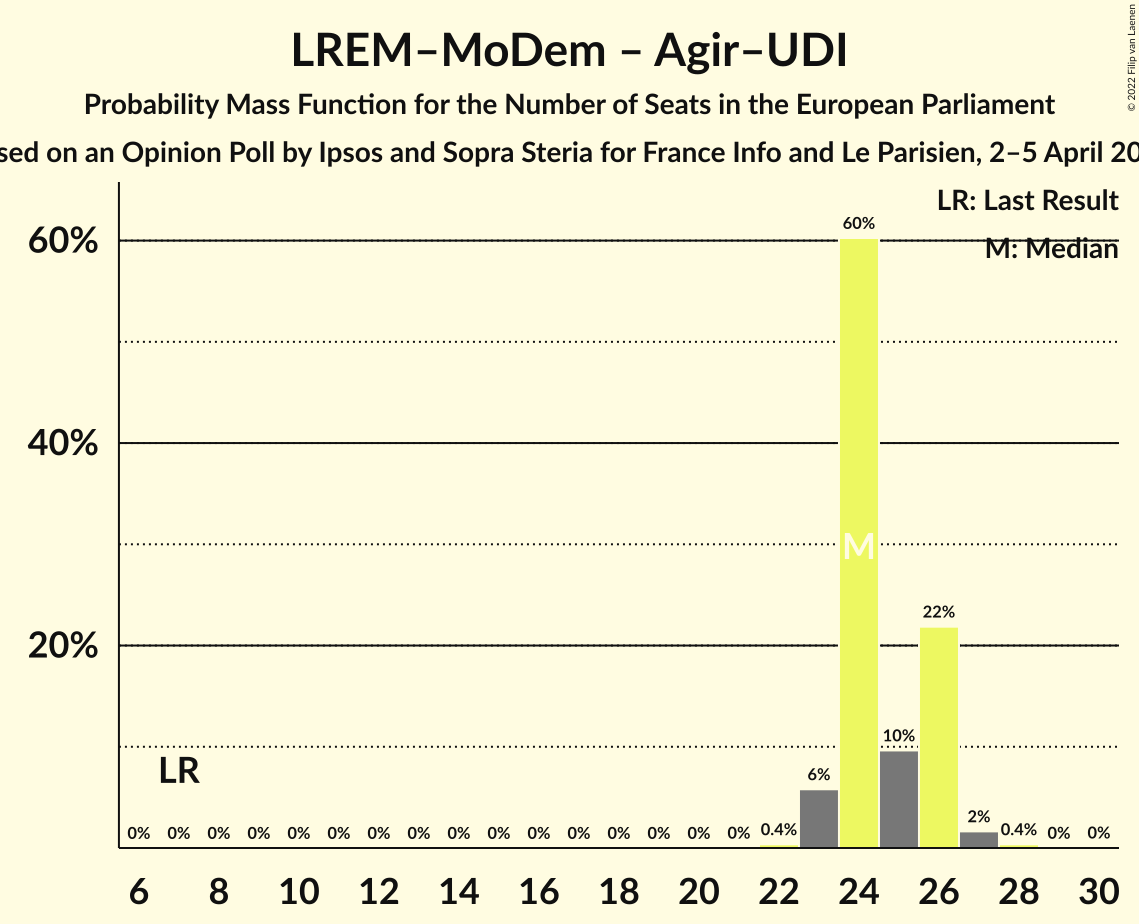 LREM–MoDem – Agir–UDI
Probability Mass Function for the Number of Seats in the European Parliament
sed on an Opinion Poll by Ipsos and Sopra Steria for France Info and Le Parisien, 2–5 April 20
© 2022 Filip van Laenen
LR: Last Result
M: Median
60%
40%
20%
60%
M
22%
10%
6%
2%
LR
0% 0% 0% 0% 0% 0% 0% 0% 0% 0% 0% 0% 0% 0% 0% 0% 0.4% 0.4% 0% 0%
6 8 10 12 14 16 18 20 22 24 26 28 30